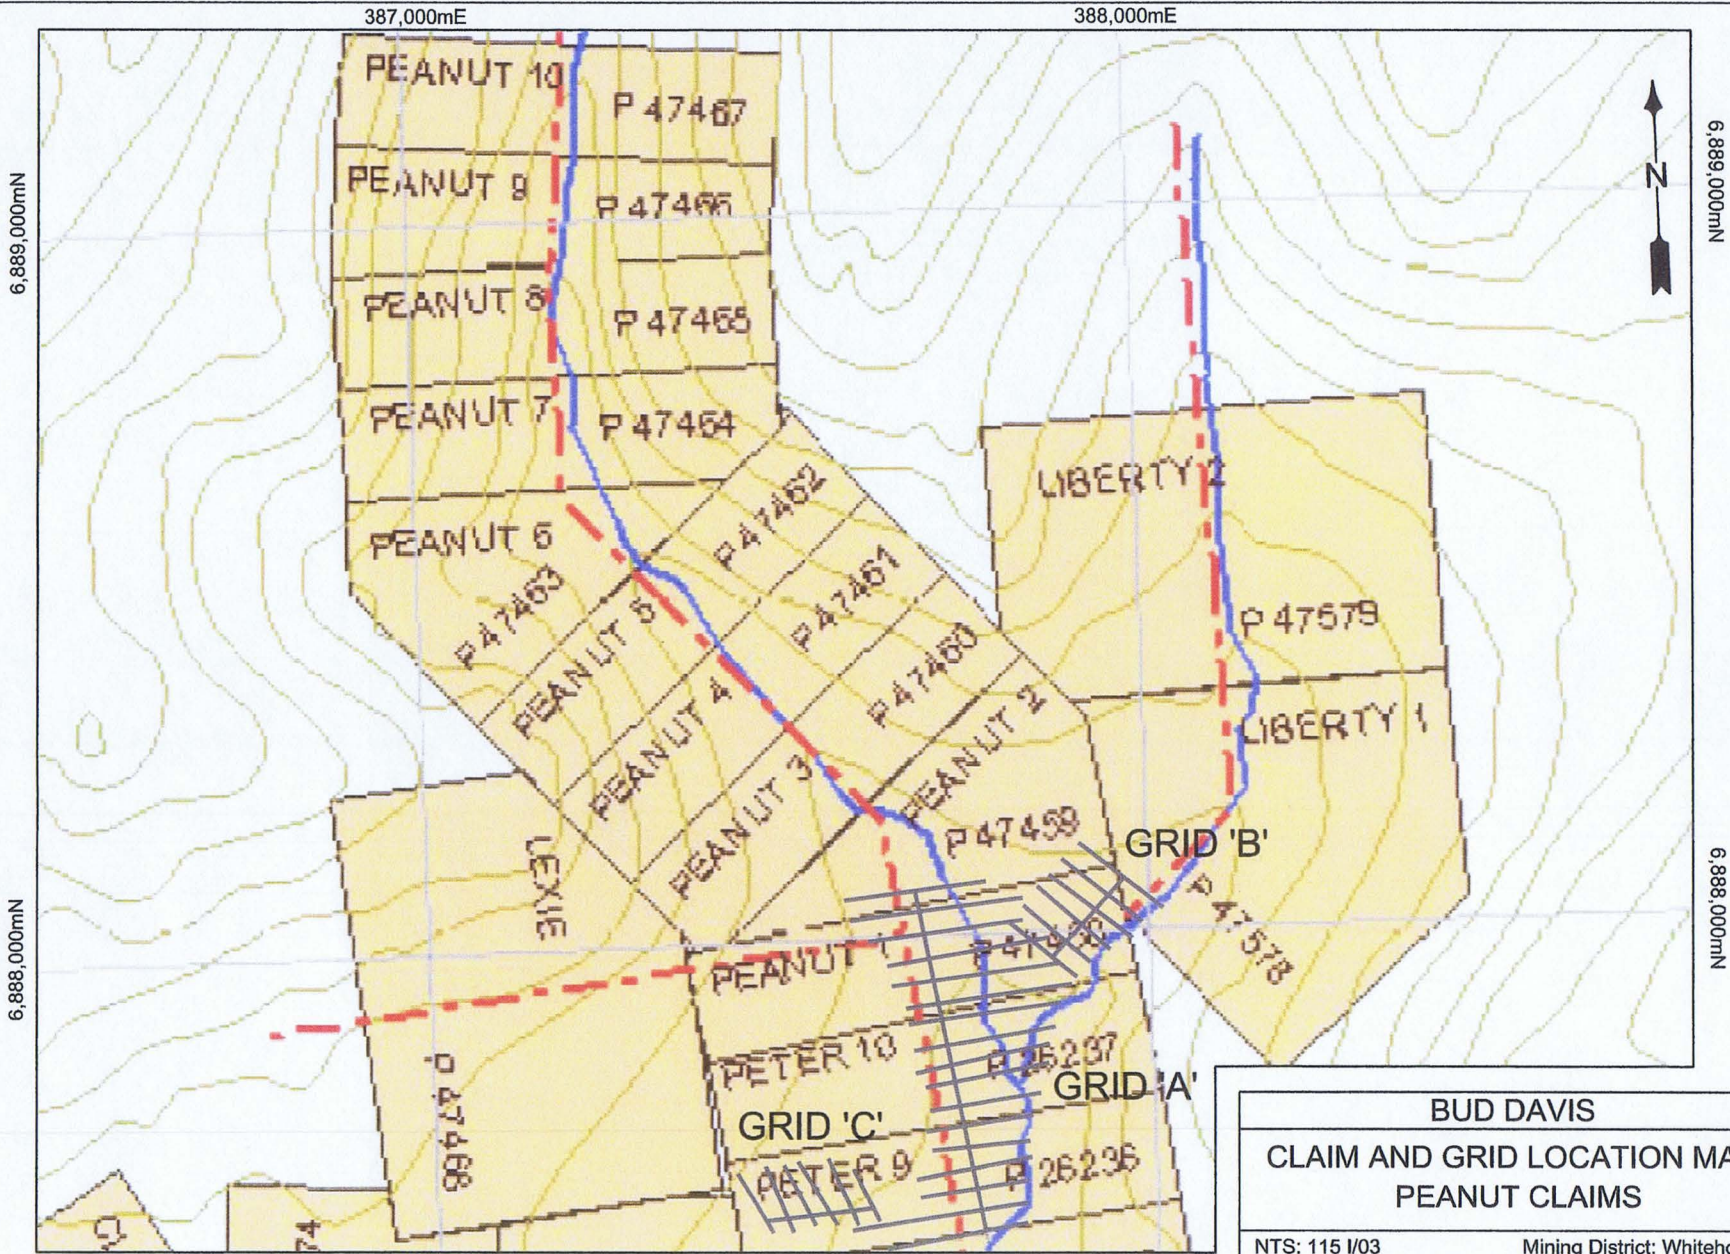 387,000mE
388,000mE
6,889,000mN
6,889,000mN
6,888,000mN
6,888,000mN
N
PEANUT 10
P 47467
PEANUT 9
P 47466
PEANUT 8
P 47465
PEANUT 7
P 47464
PEANUT 6
P 47463
P 47462
PEANUT 5
P 47461
PEANUT 4
P 47460
PEANUT 3
PEANUT 2
P 47459
LIBERTY 2
P 47579
LIBERTY 1
P 47578
GRID 'B'
LEXIE
P 47468
PEANUT 1
P 47458
PETER 10
P 26237
GRID 'A'
GRID 'C'
PETER 9
P 26236
74
BUD DAVIS
CLAIM AND GRID LOCATION MA
PEANUT CLAIMS
NTS: 115 I/03
Mining District: Whiteho